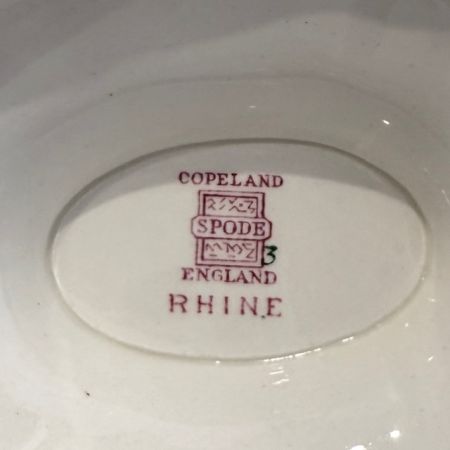 COPELAND
SPODE
3
ENGLAND
RHINE